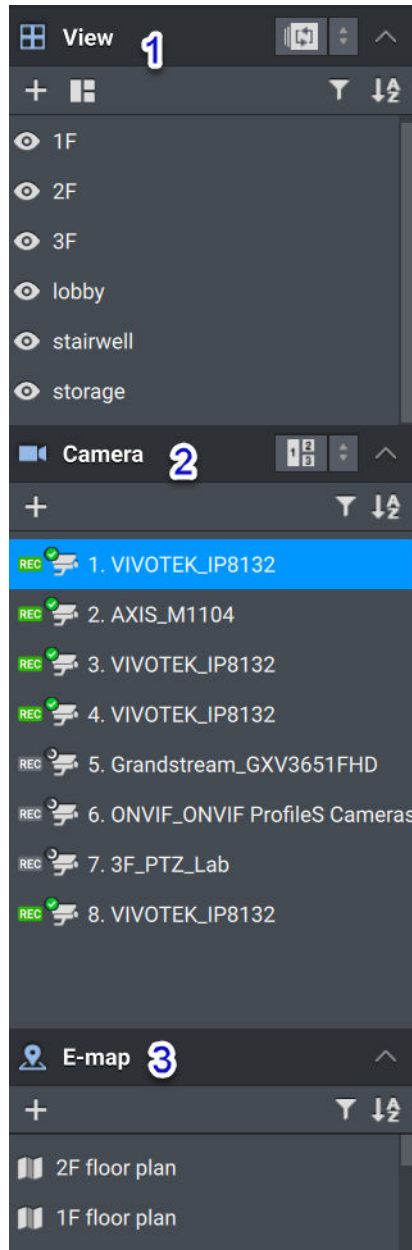 View 1
1F
2F
3F
lobby
stairwell
storage
Camera 2
REC 1. VIVOTEK_IP8132
REC 2. AXIS_M1104
REC 3. VIVOTEK_IP8132
REC 4. VIVOTEK_IP8132
REC 5. Grandstream_GXV3651FHD
REC 6. ONVIF_ONVIF ProfileS Cameras
REC 7. 3F_PTZ_Lab
REC 8. VIVOTEK_IP8132
E-map 3
2F floor plan
1F floor plan